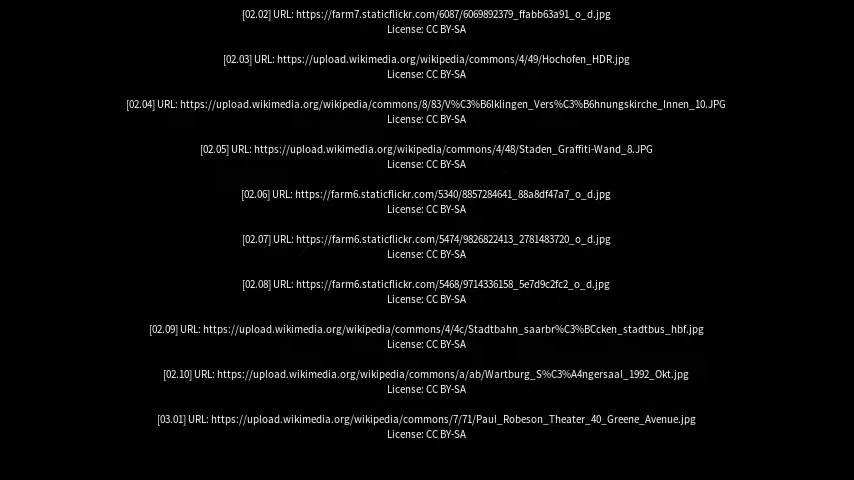 [02.02] URL: https://farm7.staticflickr.com/6087/6069892379_ffabb63a91_o_d.jpg
License: CC BY-SA
[02.03] URL: https://upload.wikimedia.org/wikipedia/commons/4/49/Hochofen_HDR.jpg
License: CC BY-SA
[02.04] URL: https://upload.wikimedia.org/wikipedia/commons/8/83/V%C3%B6lklingen_Vers%C3%B6hnungskirche_Innen_10.JPG
License: CC BY-SA
[02.05] URL: https://upload.wikimedia.org/wikipedia/commons/4/48/Staden_Graffiti-Wand_8.JPG
License: CC BY-SA
[02.06] URL: https://farm6.staticflickr.com/5340/8857284641_88a8df47a7_o_d.jpg
License: CC BY-SA
[02.07] URL: https://farm6.staticflickr.com/5474/9826822413_2781483720_o_d.jpg
License: CC BY-SA
[02.08] URL: https://farm6.staticflickr.com/5468/9714336158_5e7d9c2fc2_o_d.jpg
License: CC BY-SA
[02.09] URL: https://upload.wikimedia.org/wikipedia/commons/4/4c/Stadtbahn_saarbr%C3%BCcken_stadtbus_hbf.jpg
License: CC BY-SA
[02.10] URL: https://upload.wikimedia.org/wikipedia/commons/a/ab/Wartburg_S%C3%A4ngersaal_1992_Okt.jpg
License: CC BY-SA
[03.01] URL: https://upload.wikimedia.org/wikipedia/commons/7/71/Paul_Robeson_Theater_40_Greene_Avenue.jpg
License: CC BY-SA